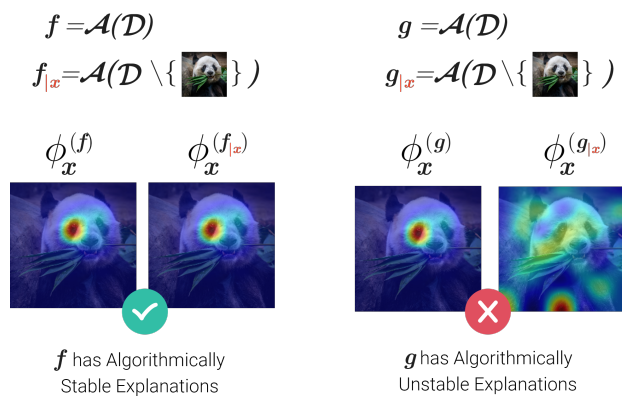 f =𝒜(𝒟)
f|x=𝒜(𝒟 \{ } )
ϕx(f) ϕx(f|x)
f has Algorithmically
Stable Explanations
g =𝒜(𝒟)
g|x=𝒜(𝒟 \{ } )
ϕx(g) ϕx(g|x)
g has Algorithmically
Unstable Explanations